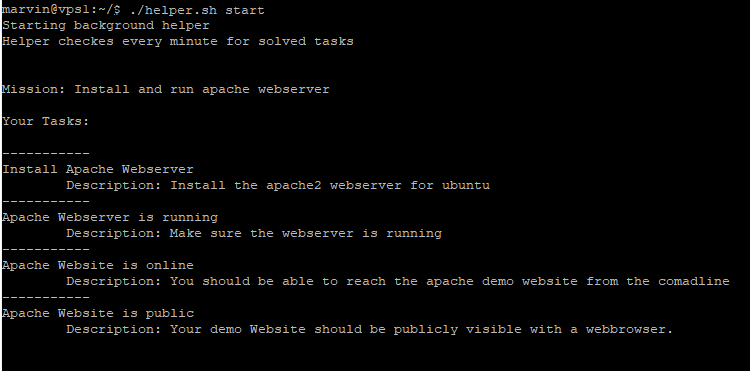 marvin@vps1:~/$ ./helper.sh start
Starting background helper
Helper checkes every minute for solved tasks
Mission: Install and run apache webserver
Your Tasks:
-----------
Install Apache Webserver
Description: Install the apache2 webserver for ubuntu
-----------
Apache Webserver is running
Description: Make sure the webserver is running
-----------
Apache Website is online
Description: You should be able to reach the apache demo website from the comadline
-----------
Apache Website is public
Description: Your demo Website should be publicly visible with a webbrowser.